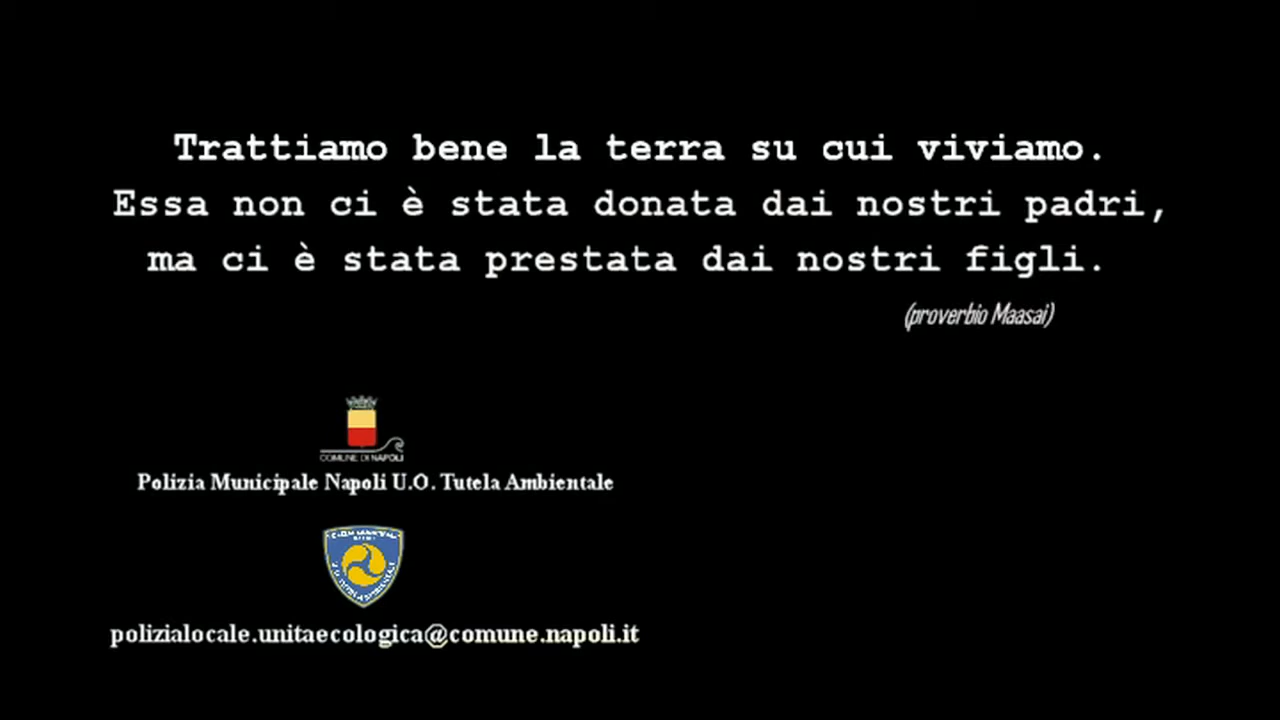 Trattiamo bene la terra su cui viviamo.
Essa non ci è stata donata dai nostri padri,
ma ci è stata prestata dai nostri figli.
(proverbio Maasai)
COMUNE DI NAPOLI
Polizia Municipale Napoli U.O. Tutela Ambientale
polizialocale.unitaecologica@comune.napoli.it